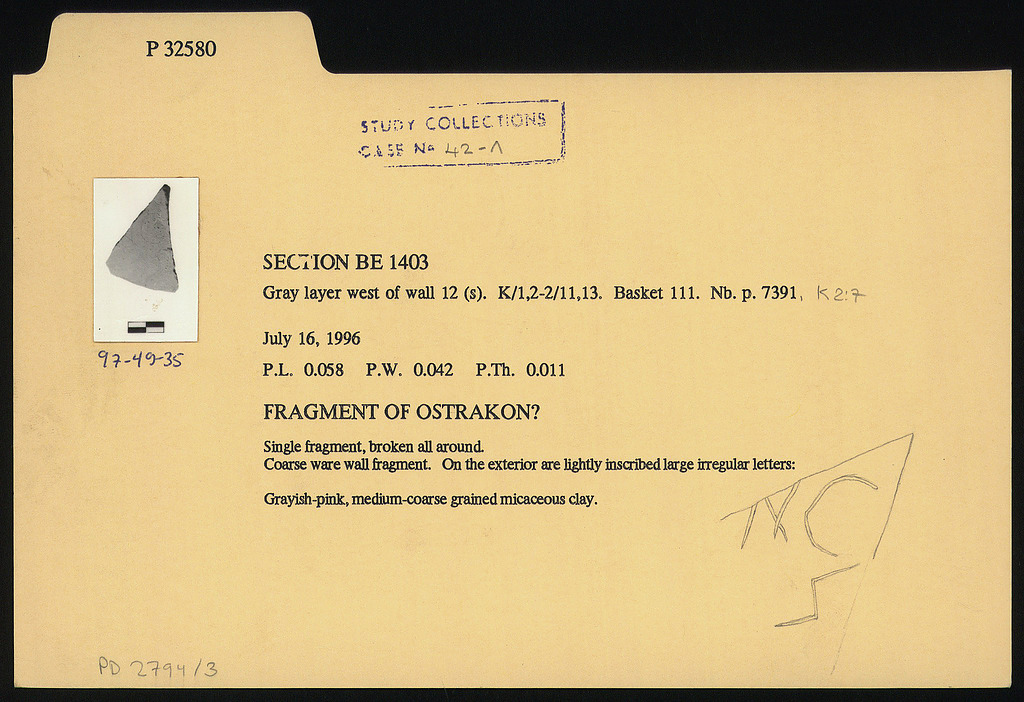 P 32580
STUDY COLLECTIONS
CASE No 42-Λ
SECTION BE 1403
Gray layer west of wall 12 (s). K/1,2-2/11,13. Basket 111. Nb. p. 7391, K 2:7
July 16, 1996
97-49-35
P.L. 0.058 P.W. 0.042 P.Th. 0.011
FRAGMENT OF OSTRAKON?
Single fragment, broken all around.
Coarse ware wall fragment. On the exterior are lightly inscribed large irregular letters:
Grayish-pink, medium-coarse grained micaceous clay.
PD 2794/3